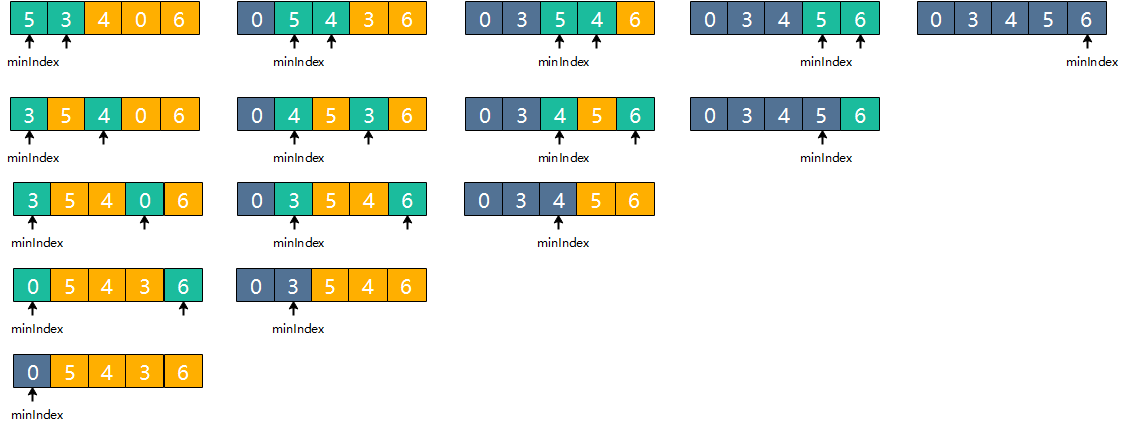 5 3 4 0 6 0 5 4 3 6 0 3 5 4 6 0 3 4 5 6 0 3 4 5 6
minIndex minIndex minIndex minIndex minIndex
3 5 4 0 6 0 4 5 3 6 0 3 4 5 6 0 3 4 5 6
minIndex minIndex minIndex minIndex
3 5 4 0 6 0 3 5 4 6 0 3 4 5 6
minIndex minIndex minIndex
0 5 4 3 6 0 3 5 4 6
minIndex minIndex
0 5 4 3 6
minIndex